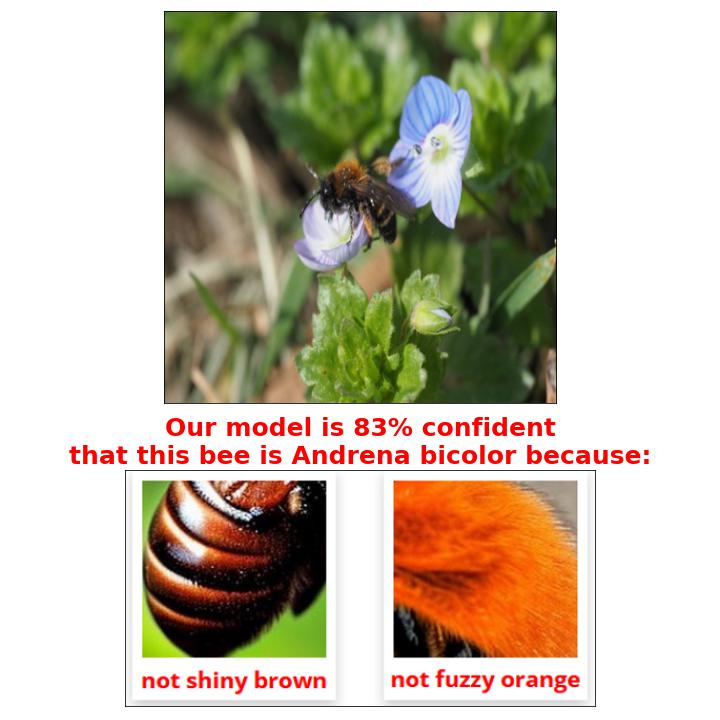 Our model is 83% confident
that this bee is Andrena bicolor because:
not shiny brown
not fuzzy orange